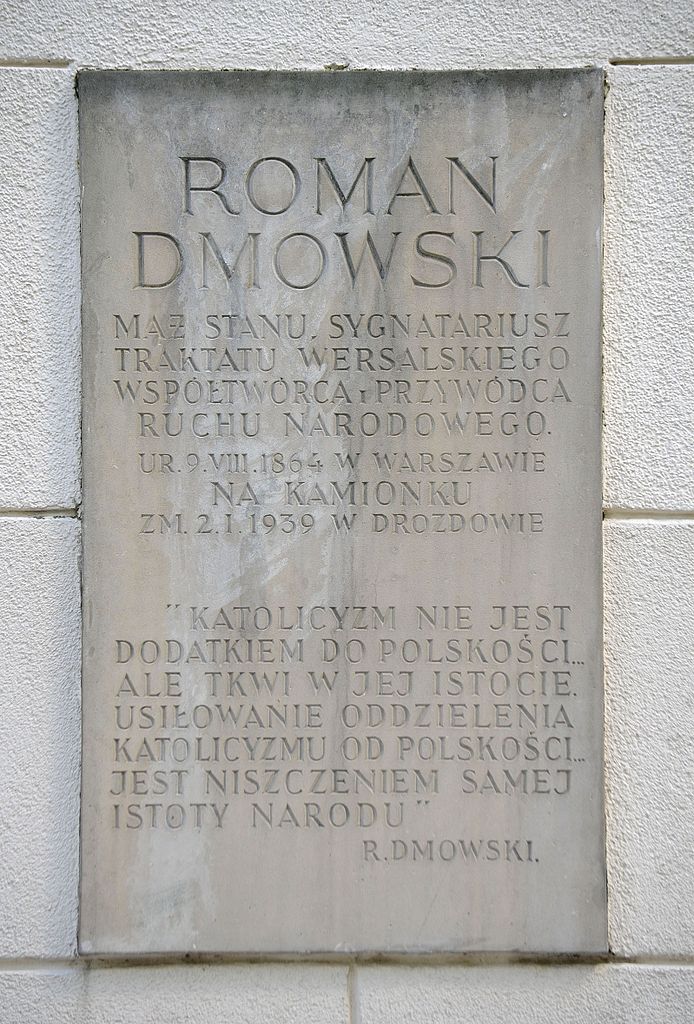 ROMAN
DMOWSKI
MĄŻ STANU, SYGNATARIUSZ
TRAKTATU WERSALSKIEGO
WSPÓŁTWÓRCA I PRZYWÓDCA
RUCHU NARODOWEGO.
UR. 9. VIII. 1864 W WARSZAWIE
NA KAMIONKU
ZM. 2. I. 1939 W DROZDOWIE
"KATOLICYZM NIE JEST
DODATKIEM DO POLSKOŚCI...
ALE TKWI W JEJ ISTOCIE.
USIŁOWANIE ODDZIELENIA
KATOLICYZMU OD POLSKOŚCI...
JEST NISZCZENIEM SAMEJ
ISTOTY NARODU"
R. DMOWSKI.